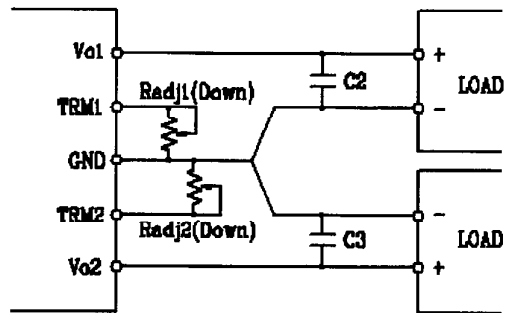 Vo1
+
C2
LOAD
Radj1(Down)
TRM1
-
GND
TRM2
Radj2(Down)
-
C3
LOAD
Vo2
+